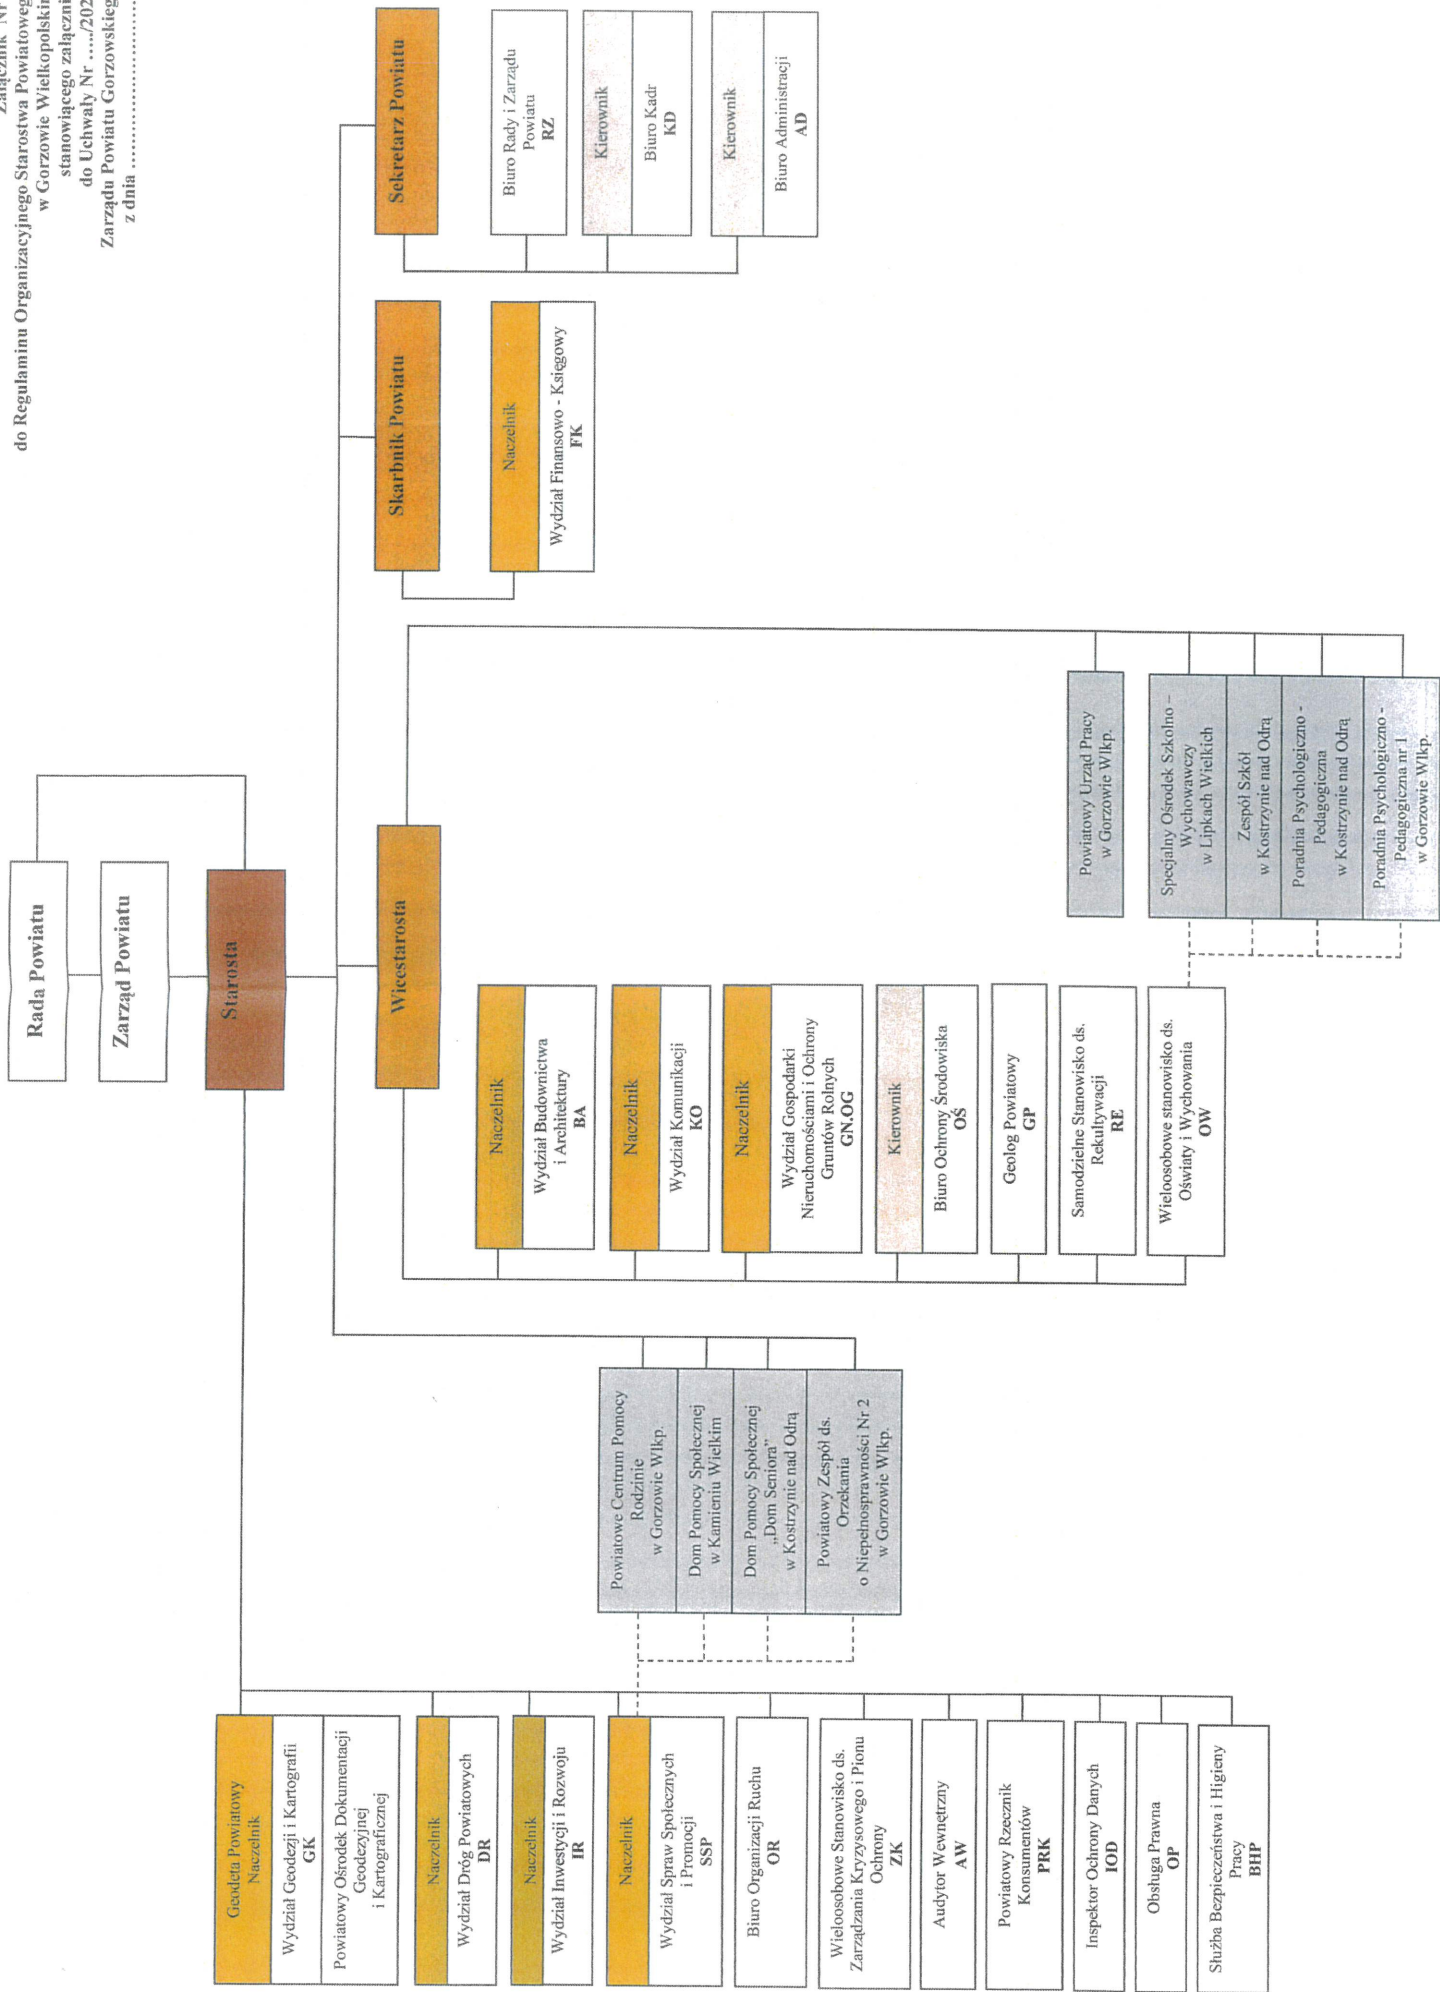 Załącznik Nr
do Regulaminu Organizacyjnego Starostwa Powiatoweg
w Gorzowie Wielkopolskim
stanowiącego załączni
do Uchwały Nr ...../202
Zarządu Powiatu Gorzowskieg
z dnia ..............................
Rada Powiatu
Zarząd Powiatu
Starosta
Geodeta Powiatowy
Naczelnik
Wydział Geodezji i Kartografii
GK
Powiatowy Ośrodek Dokumentacji
Geodezyjnej
i Kartograficznej
Naczelnik
Wydział Dróg Powiatowych
DR
Naczelnik
Wydział Inwestycji i Rozwoju
IR
Naczelnik
Wydział Spraw Społecznych
i Promocji
SSP
Biuro Organizacji Ruchu
OR
Wieloosobowe Stanowisko ds.
Zarządzania Kryzysowego i Pionu
Ochrony
ZK
Audytor Wewnętrzny
AW
Powiatowy Rzecznik
Konsumentów
PRK
Inspektor Ochrony Danych
IOD
Obsługa Prawna
OP
Służba Bezpieczeństwa i Higieny
Pracy
BHP
Powiatowe Centrum Pomocy
Rodzinie
w Gorzowie Wlkp.
Dom Pomocy Społecznej
w Kamieniu Wielkim
Dom Pomocy Społecznej
„Dom Seniora”
w Kostrzynie nad Odrą
Powiatowy Zespół ds.
Orzekania
o Niepełnosprawności Nr 2
w Gorzowie Wlkp.
Wicestarosta
Naczelnik
Wydział Budownictwa
i Architektury
BA
Naczelnik
Wydział Komunikacji
KO
Naczelnik
Wydział Gospodarki
Nieruchomościami i Ochrony
Gruntów Rolnych
GN.OG
Kierownik
Biuro Ochrony Środowiska
OŚ
Geolog Powiatowy
GP
Samodzielne Stanowisko ds.
Rekultywacji
RE
Wieloosobowe stanowisko ds.
Oświaty i Wychowania
OW
Powiatowy Urząd Pracy
w Gorzowie Wlkp.
Specjalny Ośrodek Szkolno –
Wychowawczy
w Lipkach Wielkich
Zespół Szkół
w Kostrzynie nad Odrą
Poradnia Psychologiczno -
Pedagogiczna
w Kostrzynie nad Odrą
Poradnia Psychologiczno -
Pedagogiczna nr 1
w Gorzowie Wlkp.
Skarbnik Powiatu
Naczelnik
Wydział Finansowo - Księgowy
FK
Sekretarz Powiatu
Biuro Rady i Zarządu
Powiatu
RZ
Kierownik
Biuro Kadr
KD
Kierownik
Biuro Administracji
AD